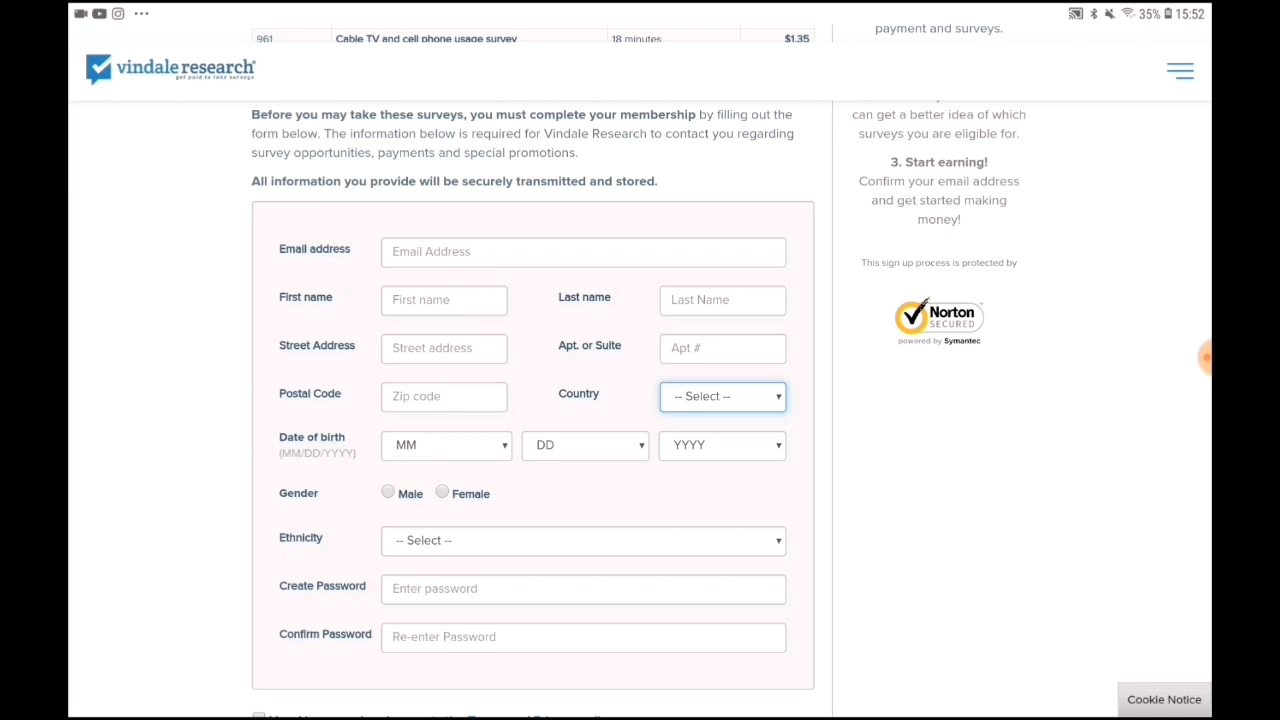 35% 15:52
961 Cable TV and cell phone usage survey 18 minutes $1.35
payment and surveys.
vindale research
get paid to take surveys
Before you may take these surveys, you must complete your membership by filling out the
form below. The information below is required for Vindale Research to contact you regarding
survey opportunities, payments and special promotions.
All information you provide will be securely transmitted and stored.
can get a better idea of which
surveys you are eligible for.
3. Start earning!
Confirm your email address
and get started making
money!
This sign up process is protected by
Norton
SECURED
powered by Symantec
Email address Email Address
First name First name Last name Last Name
Street Address Street address Apt. or Suite Apt #
Postal Code Zip code Country -- Select --
Date of birth MM DD YYYY
(MM/DD/YYYY)
Gender Male Female
Ethnicity -- Select --
Create Password Enter password
Confirm Password Re-enter Password
Cookie Notice